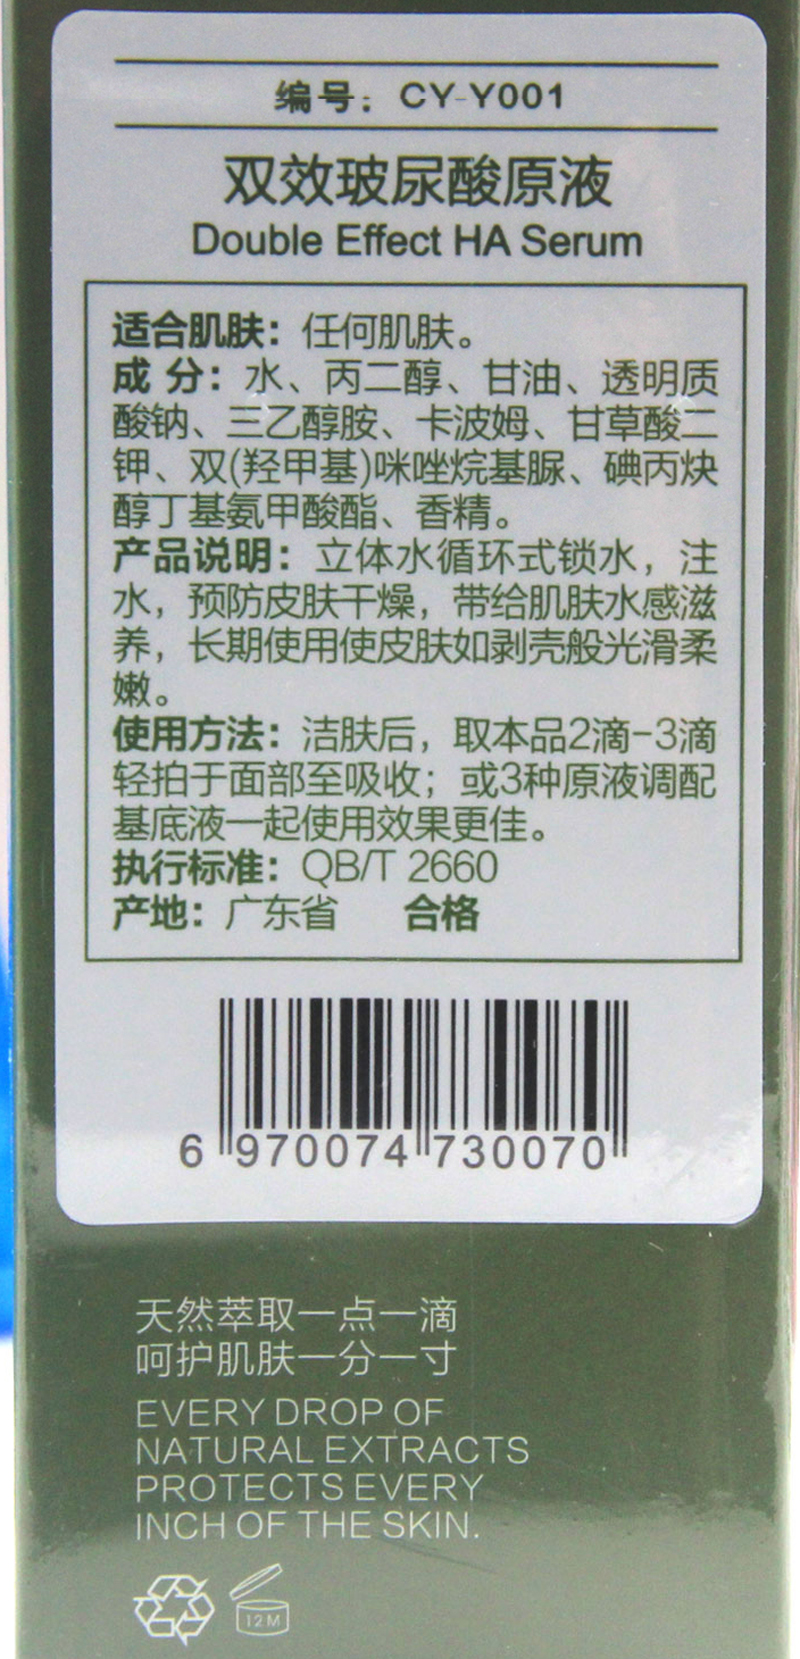 编号：CY-Y001
双效玻尿酸原液
Double Effect HA Serum
适合肌肤：任何肌肤。
成 分：水、丙二醇、甘油、透明质
酸钠、三乙醇胺、卡波姆、甘草酸二
钾、双(羟甲基)咪唑烷基脲、碘丙炔
醇丁基氨甲酸酯、香精。
产品说明：立体水循环式锁水，注
水，预防皮肤干燥，带给肌肤水感滋
养，长期使用使皮肤如剥壳般光滑柔
嫩。
使用方法：洁肤后，取本品2滴-3滴
轻拍于面部至吸收；或3种原液调配
基底液一起使用效果更佳。
执行标准：QB/T 2660
产地：广东省 合格
6 970074 730070
天然萃取一点一滴
呵护肌肤一分一寸
EVERY DROP OF
NATURAL EXTRACTS
PROTECTS EVERY
INCH OF THE SKIN.
12M